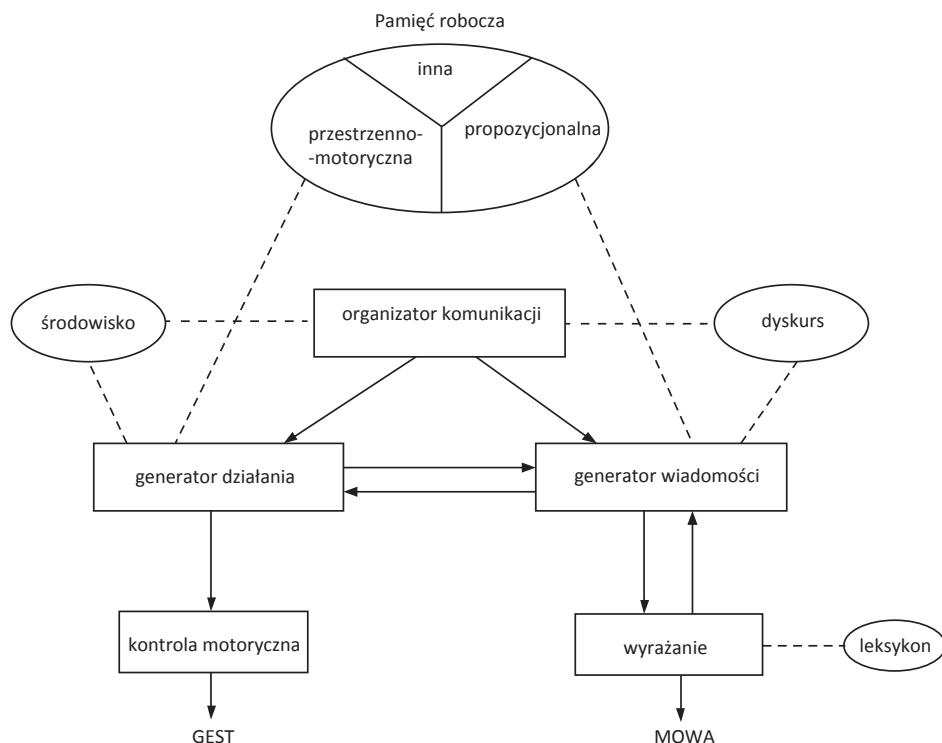 Pamięć robocza
inna
przestrzenno-
-motoryczna
propozycjonalna
środowisko
organizator komunikacji
dyskurs
generator działania
generator wiadomości
kontrola motoryczna
wyrażanie
leksykon
GEST
MOWA